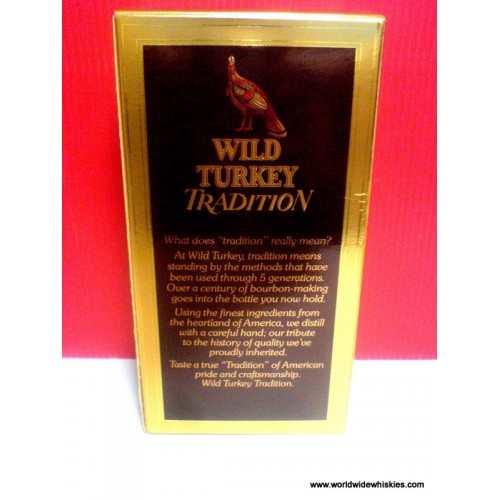 WILD
TURKEY
TRADITION
What does "tradition" really mean?
At Wild Turkey, tradition means
standing by the methods that have
been used through 5 generations.
Over a century of bourbon-making
goes into the bottle you now hold.
Using the finest ingredients from
the heartland of America, we distill
with a careful hand; our tribute
to the history of quality we've
proudly inherited.
Taste a true "Tradition" of American
pride and craftsmanship.
Wild Turkey Tradition.
www.worldwidewhiskies.com